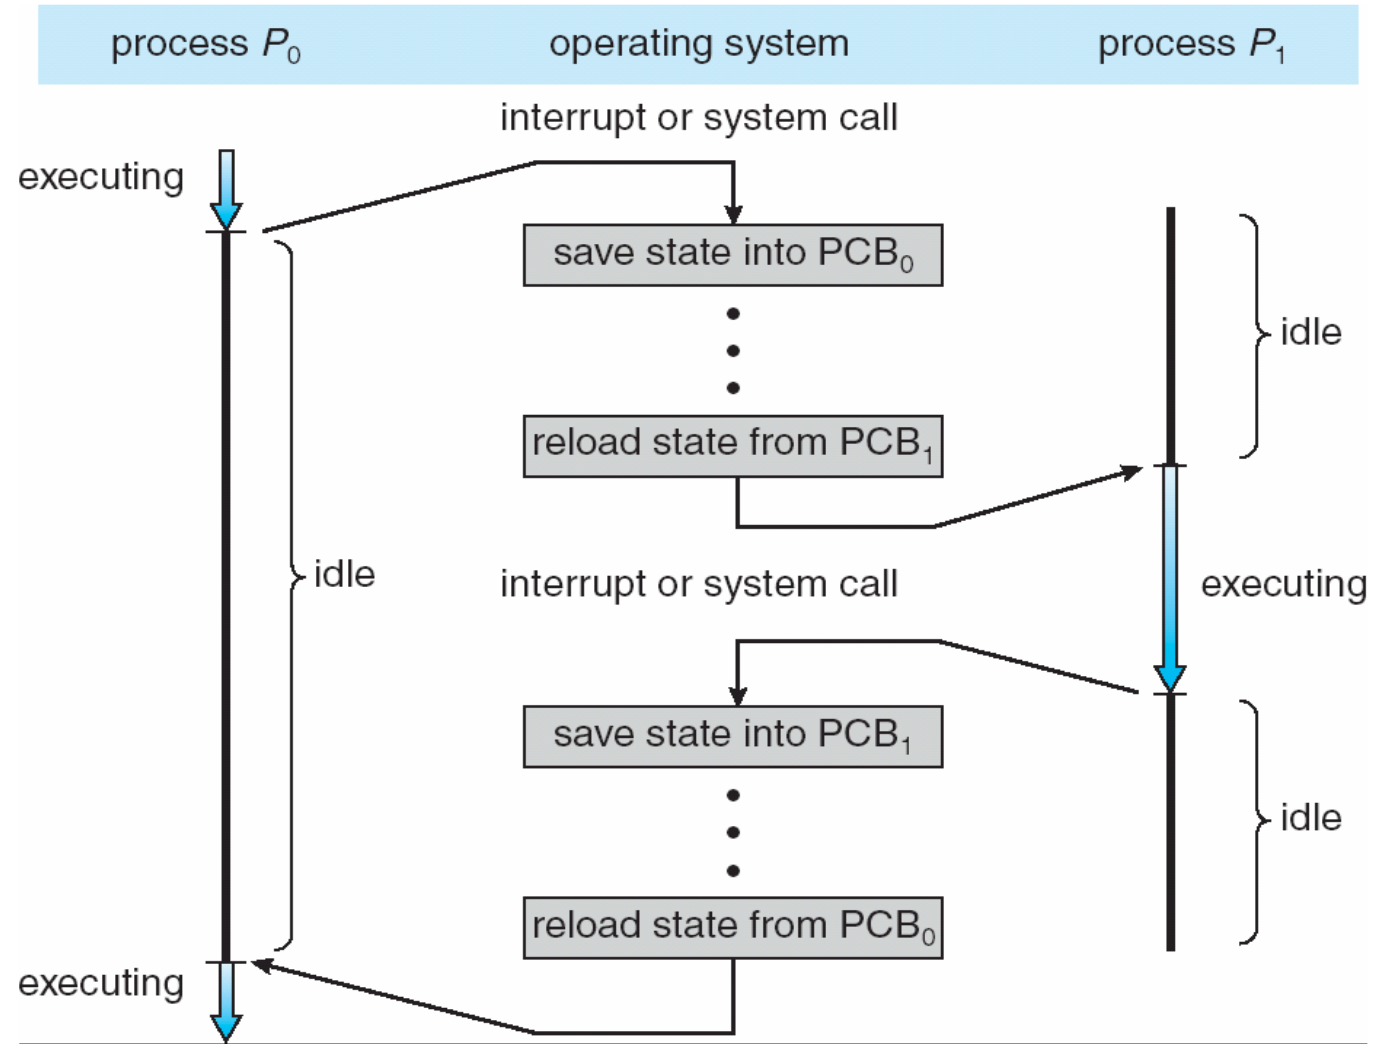 process P₀
operating system
process P₁
interrupt or system call
executing
save state into PCB₀
idle
reload state from PCB₁
idle
interrupt or system call
executing
save state into PCB₁
idle
reload state from PCB₀
executing